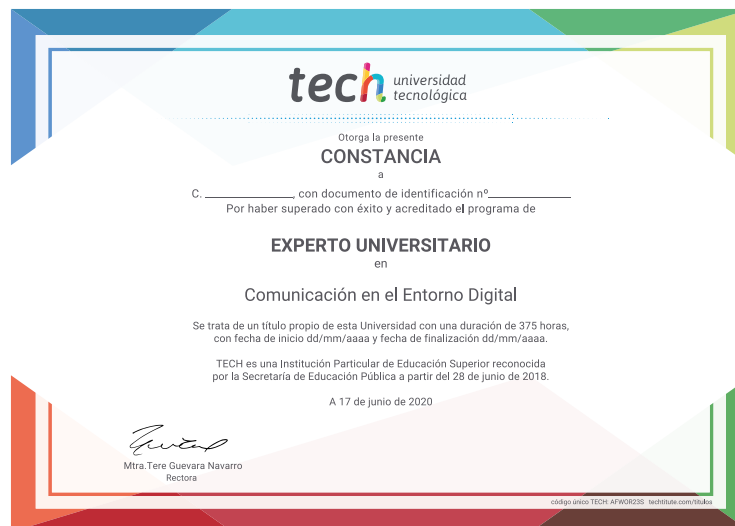 tech universidad
tecnológica
Otorga la presente
CONSTANCIA
a
C. ______________, con documento de identificación nº______________
Por haber superado con éxito y acreditado el programa de
EXPERTO UNIVERSITARIO
en
Comunicación en el Entorno Digital
Se trata de un título propio de esta Universidad con una duración de 375 horas,
con fecha de inicio dd/mm/aaaa y fecha de finalización dd/mm/aaaa.
TECH es una Institución Particular de Educación Superior reconocida
por la Secretaría de Educación Pública a partir del 28 de junio de 2018.
A 17 de junio de 2020
Mtra.Tere Guevara Navarro
Rectora
código único TECH: AFWOR23S techtitute.com/titulos